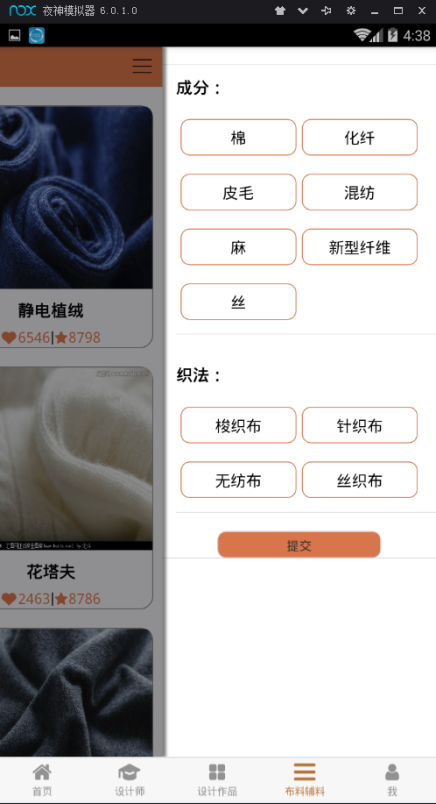 nox 夜神模拟器 6.0.1.0
4:38
成分：
棉 化纤
皮毛 混纺
麻 新型纤维
丝
静电植绒
6546|8798
织法：
梭织布 针织布
无纺布 丝织布
提交
花塔夫
2463|8786
首页 设计师 设计作品 布料辅料 我